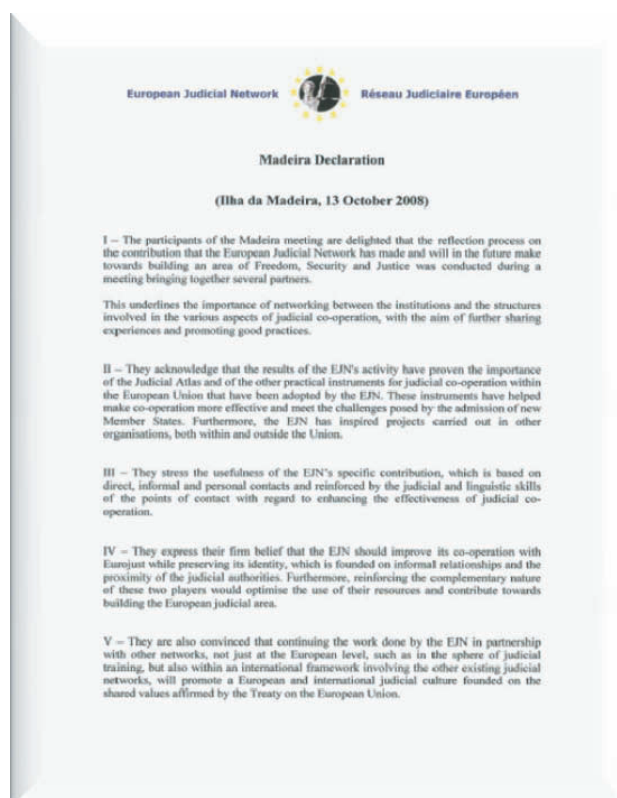 European Judicial Network
Réseau Judiciaire Européen
Madeira Declaration
(Ilha da Madeira, 13 October 2008)
I – The participants of the Madeira meeting are delighted that the reflection process on
the contribution that the European Judicial Network has made and will in the future make
towards building an area of Freedom, Security and Justice was conducted during a
meeting bringing together several partners.
This underlines the importance of networking between the institutions and the structures
involved in the various aspects of judicial co-operation, with the aim of further sharing
experiences and promoting good practices.
II – They acknowledge that the results of the EJN's activity have proven the importance
of the Judicial Atlas and of the other practical instruments for judicial co-operation within
the European Union that have been adopted by the EJN. These instruments have helped
make co-operation more effective and meet the challenges posed by the admission of new
Member States. Furthermore, the EJN has inspired projects carried out in other
organisations, both within and outside the Union.
III – They stress the usefulness of the EJN's specific contribution, which is based on
direct, informal and personal contacts and reinforced by the judicial and linguistic skills
of the points of contact with regard to enhancing the effectiveness of judicial co-
operation.
IV – They express their firm belief that the EJN should improve its co-operation with
Eurojust while preserving its identity, which is founded on informal relationships and the
proximity of the judicial authorities. Furthermore, reinforcing the complementary nature
of these two players would optimise the use of their resources and contribute towards
building the European judicial area.
V – They are also convinced that continuing the work done by the EJN in partnership
with other networks, not just at the European level, such as in the sphere of judicial
training, but also within an international framework involving the other existing judicial
networks, will promote a European and international judicial culture founded on the
shared values affirmed by the Treaty on the European Union.